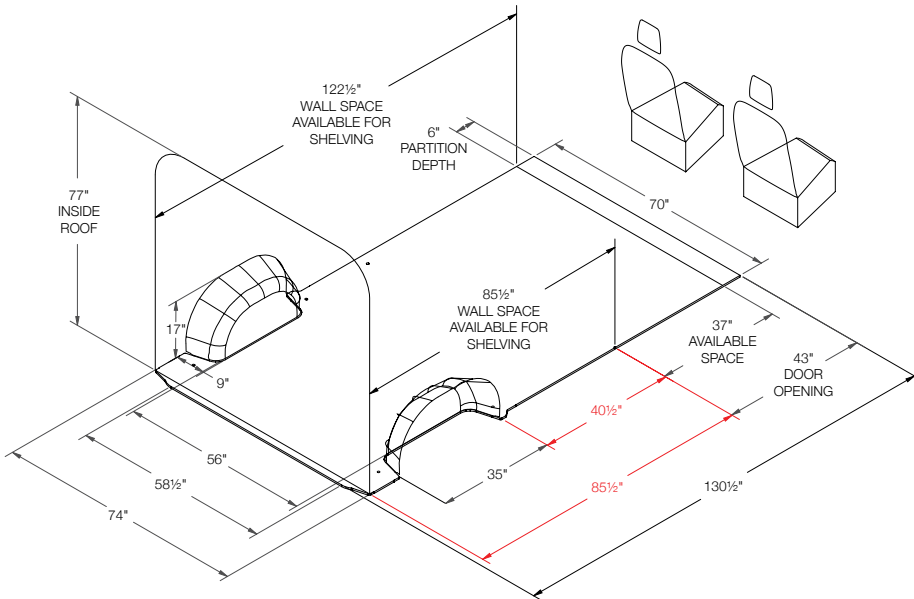 122½"
WALL SPACE
AVAILABLE FOR
SHELVING
6"
PARTITION
DEPTH
77"
INSIDE
ROOF
70"
85½"
WALL SPACE
AVAILABLE FOR
SHELVING
17"
9"
37"
AVAILABLE
SPACE
43"
DOOR
OPENING
40½"
56"
35"
58½"
85½"
130½"
74"